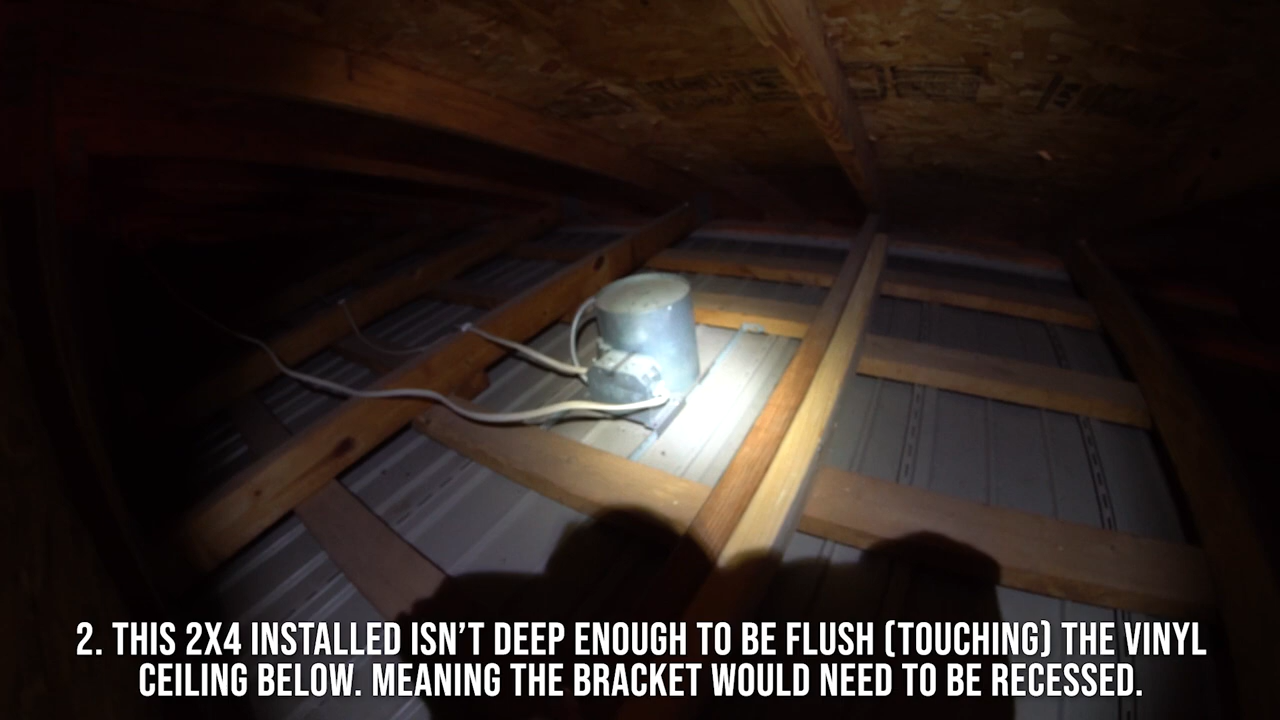 2. THIS 2X4 INSTALLED ISN’T DEEP ENOUGH TO BE FLUSH (TOUCHING) THE VINYL
CEILING BELOW. MEANING THE BRACKET WOULD NEED TO BE RECESSED.